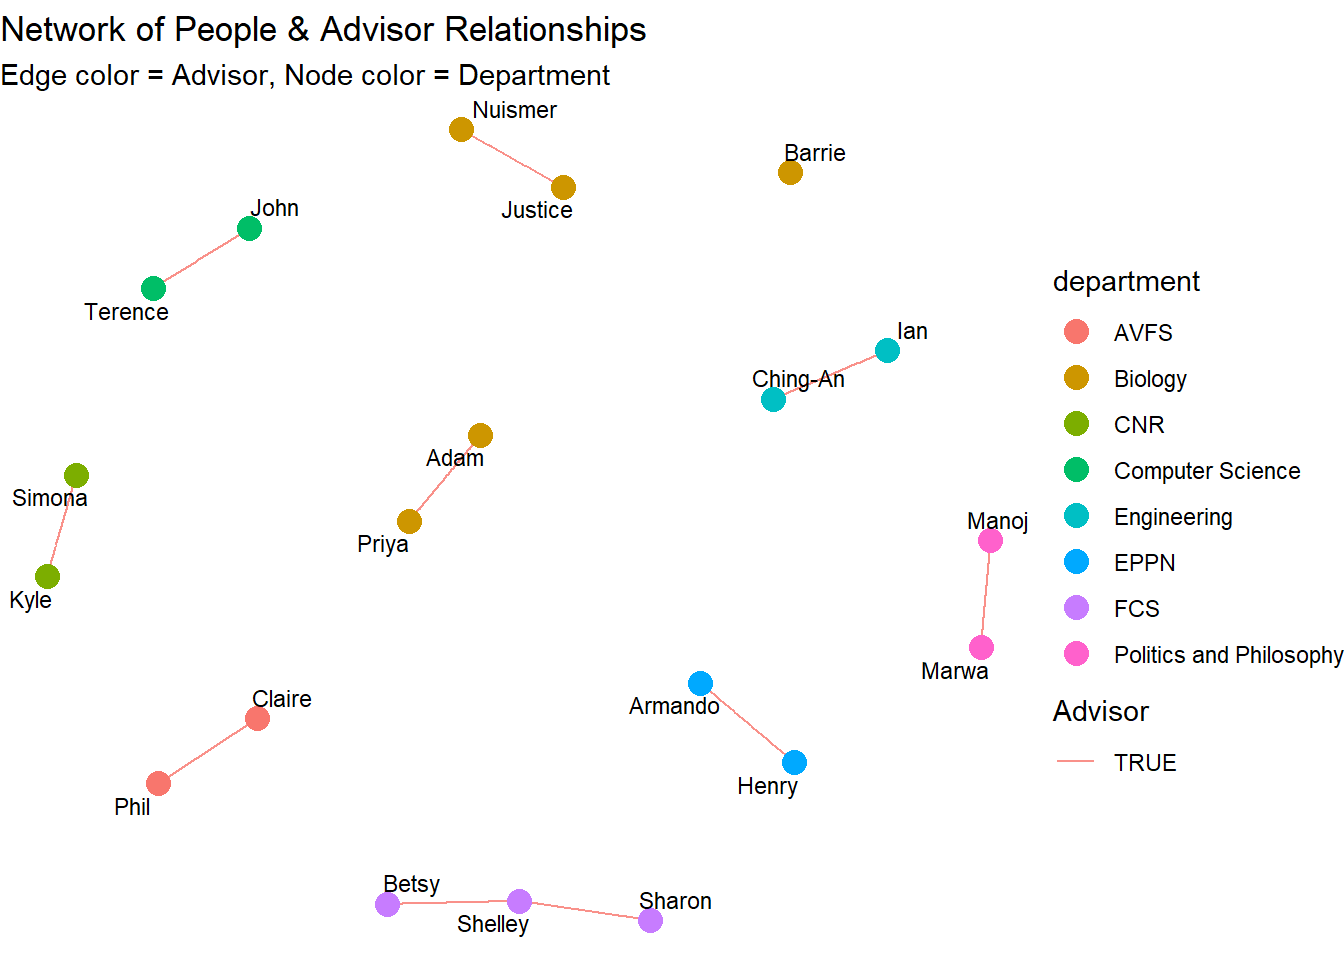 Network of People & Advisor Relationships
Edge color = Advisor, Node color = Department
Nuismer
Barrie
John
Justice
Terence
Ian
Ching-An
Adam
Simona
Manoj
Priya
Kyle
Marwa
Claire
Armando
Henry
Phil
Betsy
Sharon
Shelley
department
AVFS
Biology
CNR
Computer Science
Engineering
EPPN
FCS
Politics and Philosophy
Advisor
TRUE